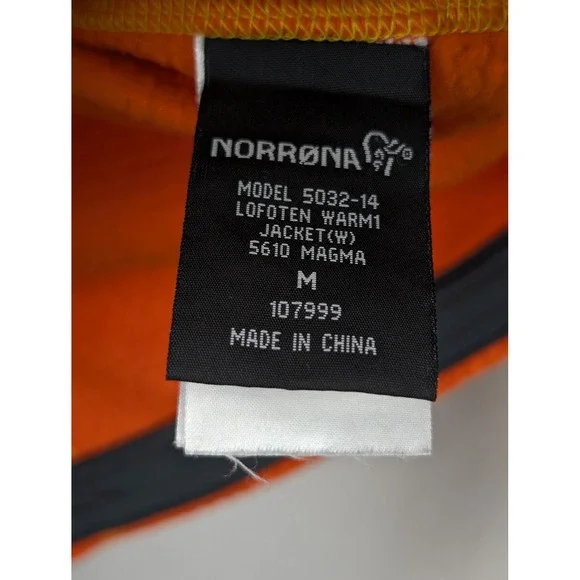 NORRØNA
MODEL 5032-14
LOFOTEN WARM1
JACKET(W)
5610 MAGMA
M
107999
MADE IN CHINA